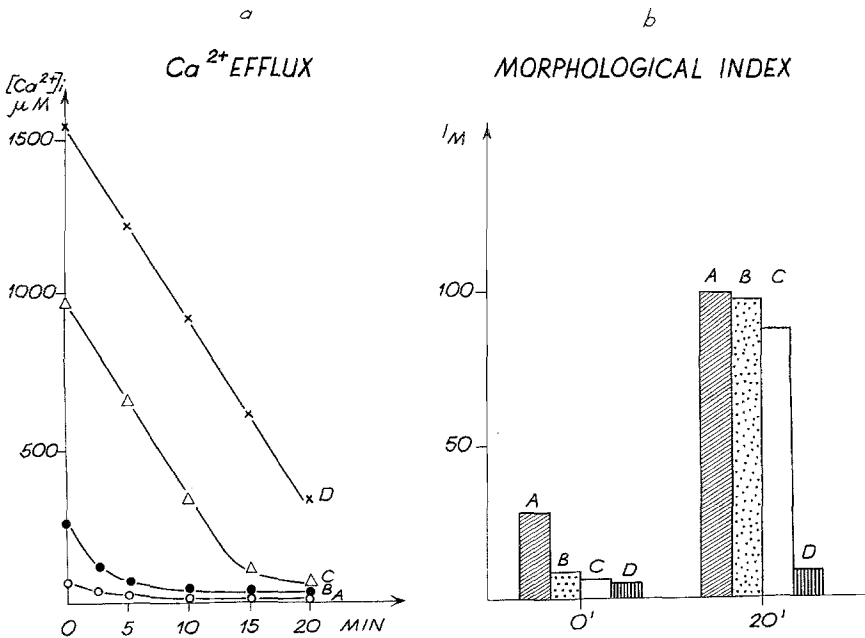 a
Ca2+ EFFLUX
[Ca2+]i
μM
1500
1000
500
D
C
B
A
0 5 10 15 20 MIN
b
MORPHOLOGICAL INDEX
IM
100
50
A
B
C
D
A B C
D
0' 20'